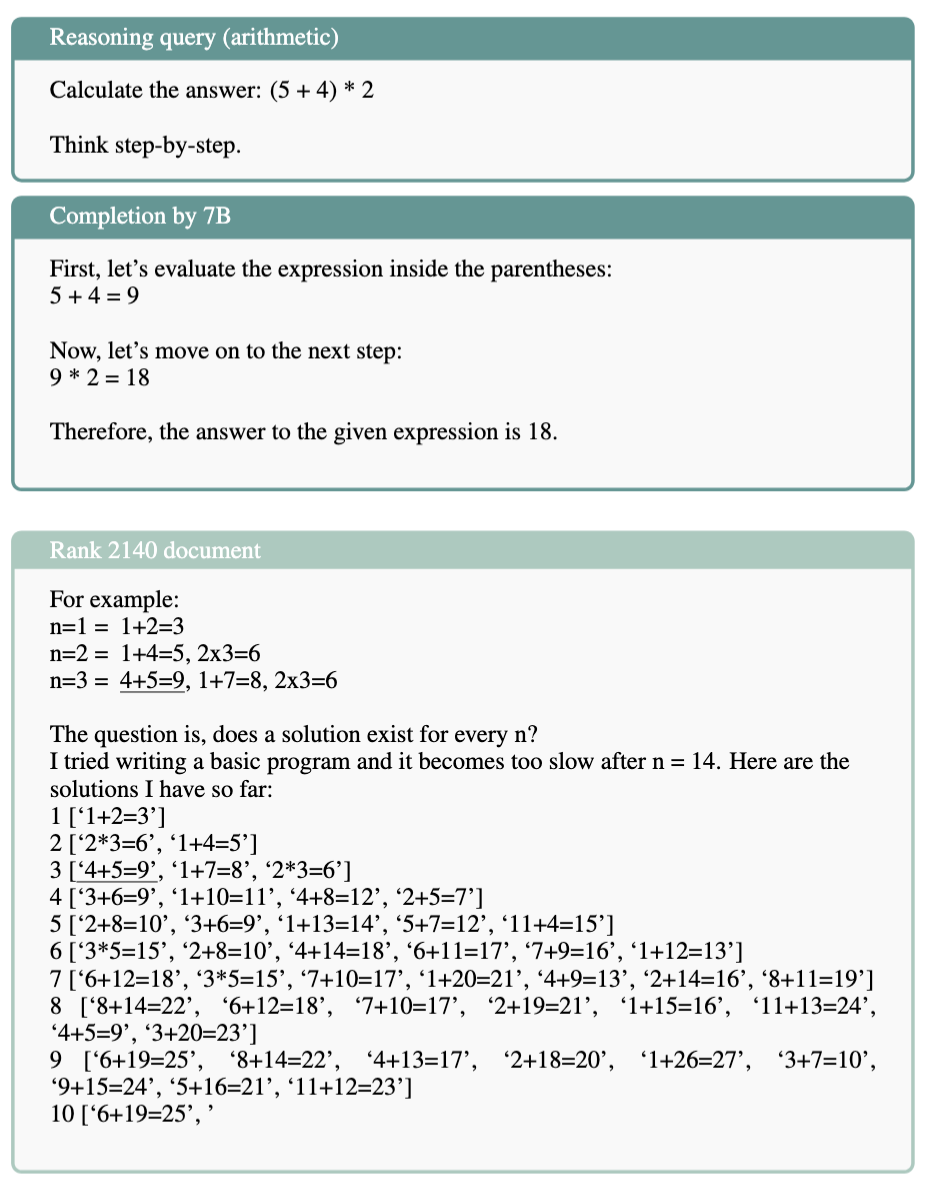 Reasoning query (arithmetic)
Calculate the answer: (5 + 4) * 2
Think step-by-step.
Completion by 7B
First, let’s evaluate the expression inside the parentheses:
5 + 4 = 9
Now, let’s move on to the next step:
9 * 2 = 18
Therefore, the answer to the given expression is 18.
Rank 2140 document
For example:
n=1 = 1+2=3
n=2 = 1+4=5, 2x3=6
n=3 = 4+5=9, 1+7=8, 2x3=6
The question is, does a solution exist for every n?
I tried writing a basic program and it becomes too slow after n = 14. Here are the
solutions I have so far:
1 [‘1+2=3’]
2 [‘2*3=6’, ‘1+4=5’]
3 [‘4+5=9’, ‘1+7=8’, ‘2*3=6’]
4 [‘3+6=9’, ‘1+10=11’, ‘4+8=12’, ‘2+5=7’]
5 [‘2+8=10’, ‘3+6=9’, ‘1+13=14’, ‘5+7=12’, ‘11+4=15’]
6 [‘3*5=15’, ‘2+8=10’, ‘4+14=18’, ‘6+11=17’, ‘7+9=16’, ‘1+12=13’]
7 [‘6+12=18’, ‘3*5=15’, ‘7+10=17’, ‘1+20=21’, ‘4+9=13’, ‘2+14=16’, ‘8+11=19’]
8 [‘8+14=22’, ‘6+12=18’, ‘7+10=17’, ‘2+19=21’, ‘1+15=16’, ‘11+13=24’,
‘4+5=9’, ‘3+20=23’]
9 [‘6+19=25’, ‘8+14=22’, ‘4+13=17’, ‘2+18=20’, ‘1+26=27’, ‘3+7=10’,
‘9+15=24’, ‘5+16=21’, ‘11+12=23’]
10 [‘6+19=25’, ’